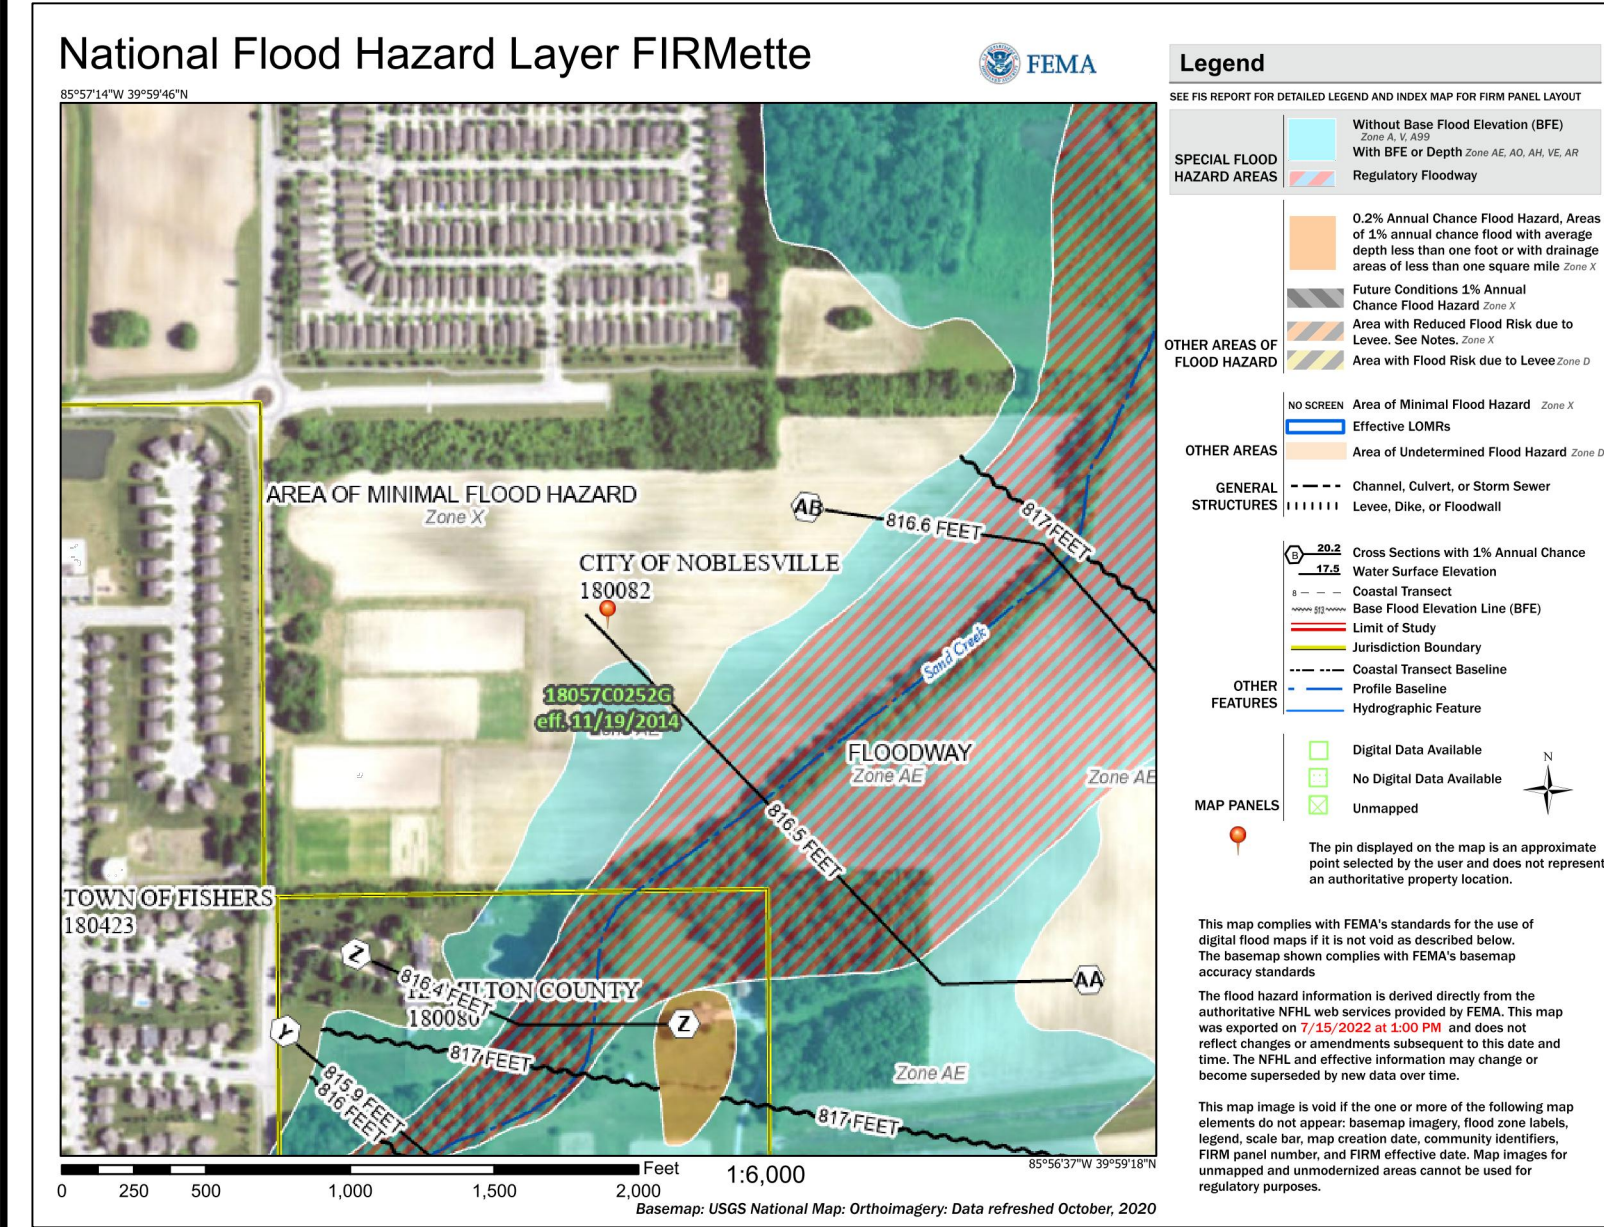 National Flood Hazard Layer FIRMette
FEMA
85°57'14"W 39°59'46"N
AREA OF MINIMAL FLOOD HAZARD
Zone X
CITY OF NOBLESVILLE
180082
AB
816.6 FEET
817 FEET
Sand Creek
18057C0252G
eff. 11/19/2014
Zone AE
FLOODWAY
Zone AE
Zone AE
816.5 FEET
TOWN OF FISHERS
180423
Z
816.4 FEET
HAMILTON COUNTY
180080
Z
AA
Y
817 FEET
815.9 FEET
816 FEET
Zone AE
817 FEET
85°56'37"W 39°59'18"N
Feet
1:6,000
0 250 500 1,000 1,500 2,000
Basemap: USGS National Map: Orthoimagery: Data refreshed October, 2020
Legend
SEE FIS REPORT FOR DETAILED LEGEND AND INDEX MAP FOR FIRM PANEL LAYOUT
SPECIAL FLOOD
HAZARD AREAS
Without Base Flood Elevation (BFE)
Zone A, V, A99
With BFE or Depth Zone AE, AO, AH, VE, AR
Regulatory Floodway
OTHER AREAS OF
FLOOD HAZARD
0.2% Annual Chance Flood Hazard, Areas
of 1% annual chance flood with average
depth less than one foot or with drainage
areas of less than one square mile Zone X
Future Conditions 1% Annual
Chance Flood Hazard Zone X
Area with Reduced Flood Risk due to
Levee. See Notes. Zone X
Area with Flood Risk due to Levee Zone D
OTHER AREAS
NO SCREEN Area of Minimal Flood Hazard Zone X
Effective LOMRs
Area of Undetermined Flood Hazard Zone D
GENERAL
STRUCTURES
Channel, Culvert, or Storm Sewer
Levee, Dike, or Floodwall
OTHER
FEATURES
B 20.2 Cross Sections with 1% Annual Chance
17.5 Water Surface Elevation
8 Coastal Transect
513 Base Flood Elevation Line (BFE)
Limit of Study
Jurisdiction Boundary
Coastal Transect Baseline
Profile Baseline
Hydrographic Feature
MAP PANELS
Digital Data Available
No Digital Data Available
Unmapped
N
The pin displayed on the map is an approximate
point selected by the user and does not represent
an authoritative property location.
This map complies with FEMA's standards for the use of
digital flood maps if it is not void as described below.
The basemap shown complies with FEMA's basemap
accuracy standards
The flood hazard information is derived directly from the
authoritative NFHL web services provided by FEMA. This map
was exported on 7/15/2022 at 1:00 PM and does not
reflect changes or amendments subsequent to this date and
time. The NFHL and effective information may change or
become superseded by new data over time.
This map image is void if the one or more of the following map
elements do not appear: basemap imagery, flood zone labels,
legend, scale bar, map creation date, community identifiers,
FIRM panel number, and FIRM effective date. Map images for
unmapped and unmodernized areas cannot be used for
regulatory purposes.